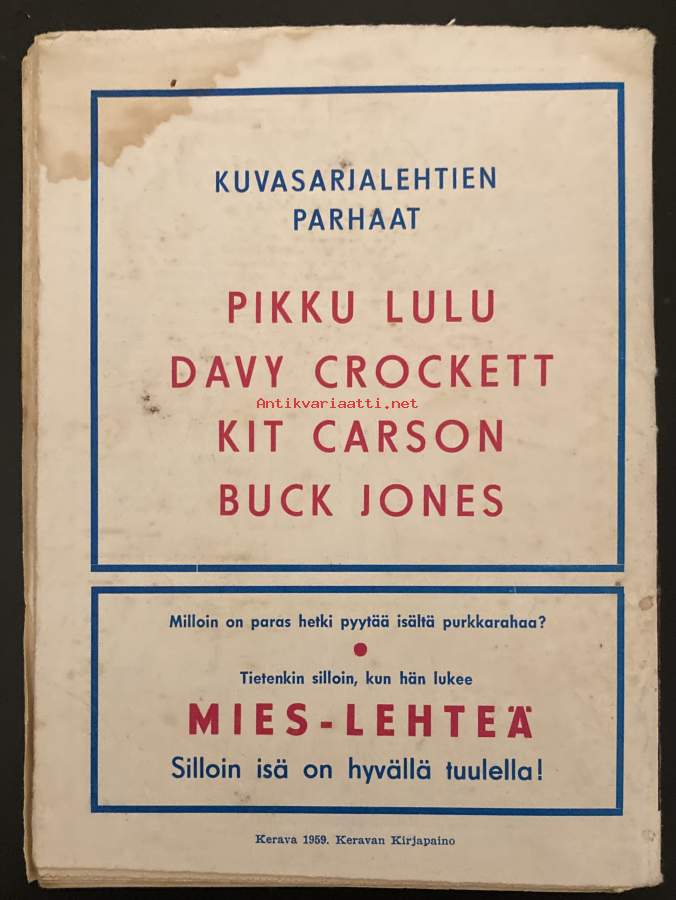 KUVASARJALEHTIEN
PARHAAT
PIKKU LULU
DAVY CROCKETT
Antikvariaatti.net
KIT CARSON
BUCK JONES
Milloin on paras hetki pyytää isältä purkkarahaa?
Tietenkin silloin, kun hän lukee
MIES-LEHTEÄ
Silloin isä on hyvällä tuulella!
Kerava 1959. Keravan Kirjapaino